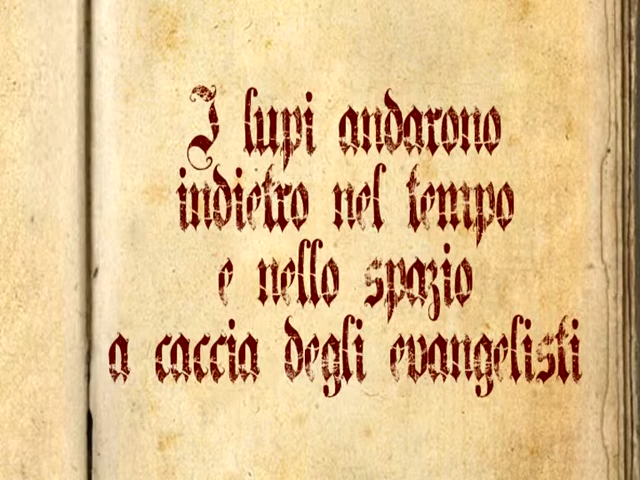 I lupi andarono
indietro nel tempo
e nello spazio
a caccia degli evangelisti